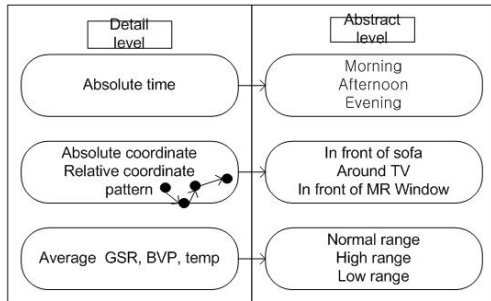 Detail
level
Abstract
level
Absolute time
Morning
Afternoon
Evening
Absolute coordinate
Relative coordinate
pattern
In front of sofa
Around TV
In front of MR Window
Average GSR, BVP, temp
Normal range
High range
Low range